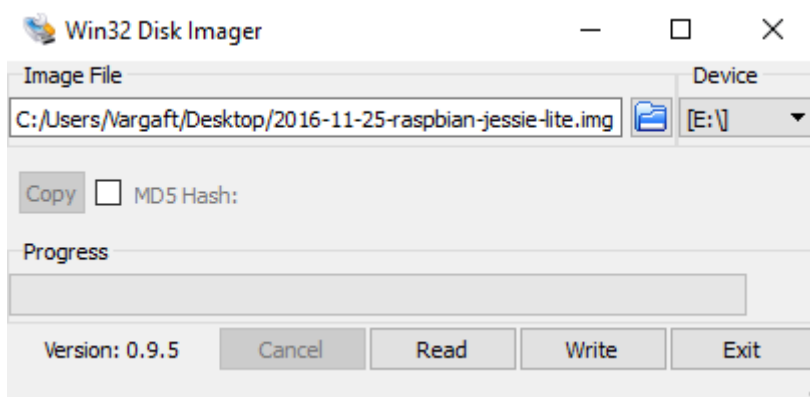 Win32 Disk Imager
Image File
Device
C:/Users/Vargaft/Desktop/2016-11-25-raspbian-jessie-lite.img
[E:\]
Copy
MD5 Hash:
Progress
Version: 0.9.5
Cancel
Read
Write
Exit